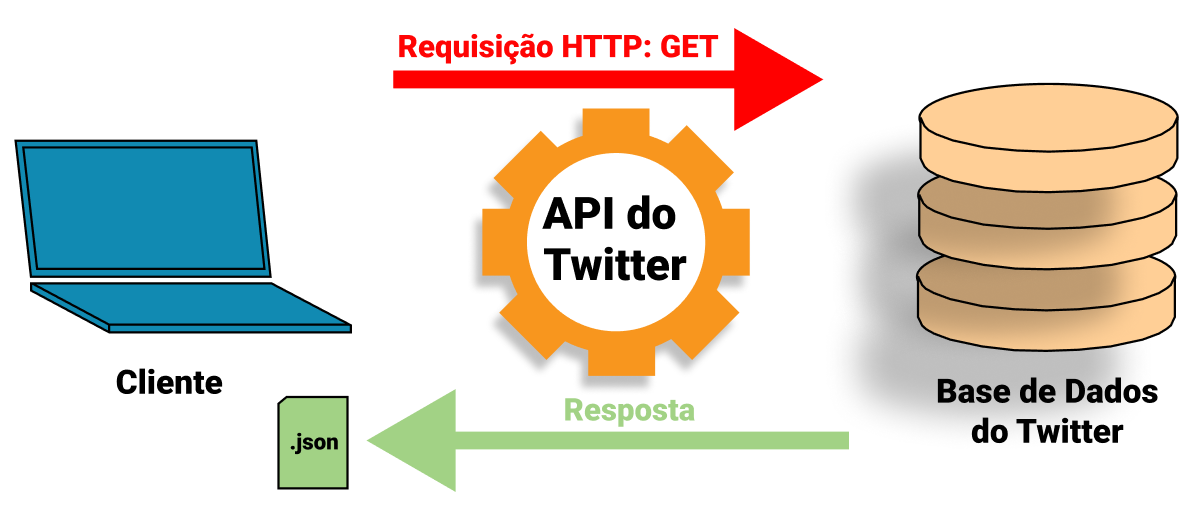 Requisição HTTP: GET
API do
Twitter
Cliente
Base de Dados
do Twitter
Resposta
.json